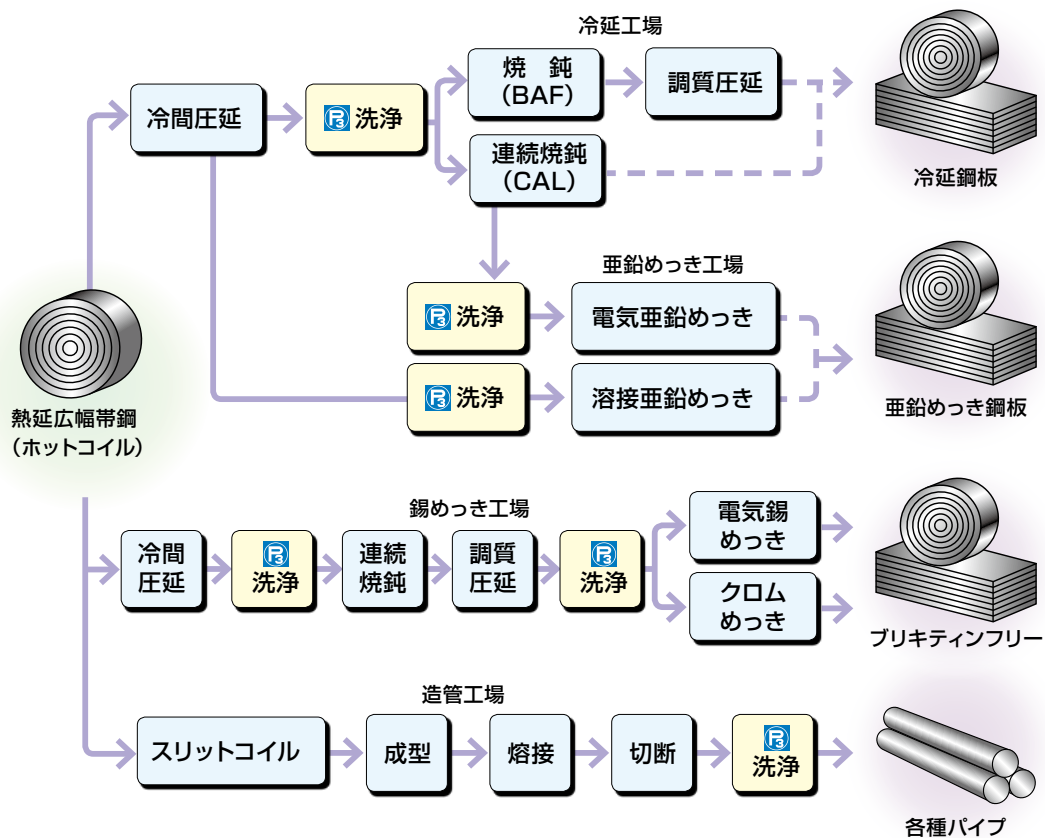 冷延工場
冷間圧延
P3 洗浄
焼 鈍
(BAF)
調質圧延
連続焼鈍
(CAL)
冷延鋼板
亜鉛めっき工場
P3 洗浄
電気亜鉛めっき
P3 洗浄
溶接亜鉛めっき
亜鉛めっき鋼板
熱延広幅帯鋼
(ホットコイル)
錫めっき工場
冷間
圧延
P3
洗浄
連続
焼鈍
調質
圧延
P3
洗浄
電気錫
めっき
クロム
めっき
ブリキティンフリー
造管工場
スリットコイル
成型
熔接
切断
P3
洗浄
各種パイプ